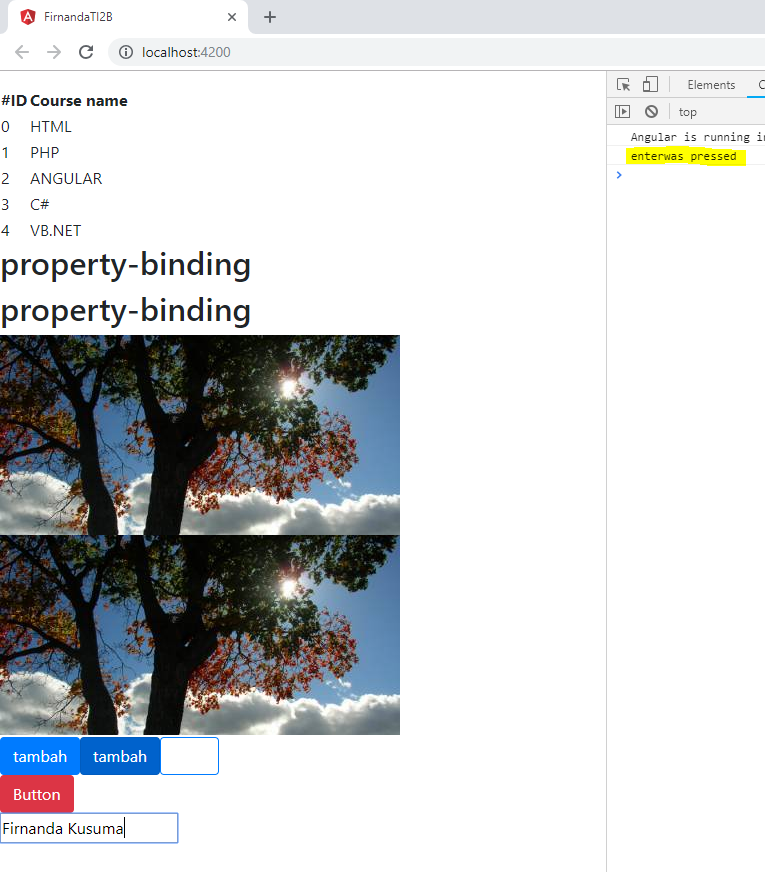 FirnandaTI2B
localhost:4200
Elements
top
Angular is running
enterwas pressed
#ID Course name
0 HTML
1 PHP
2 ANGULAR
3 C#
4 VB.NET
property-binding
property-binding
tambah tambah
Button
Firnanda Kusuma